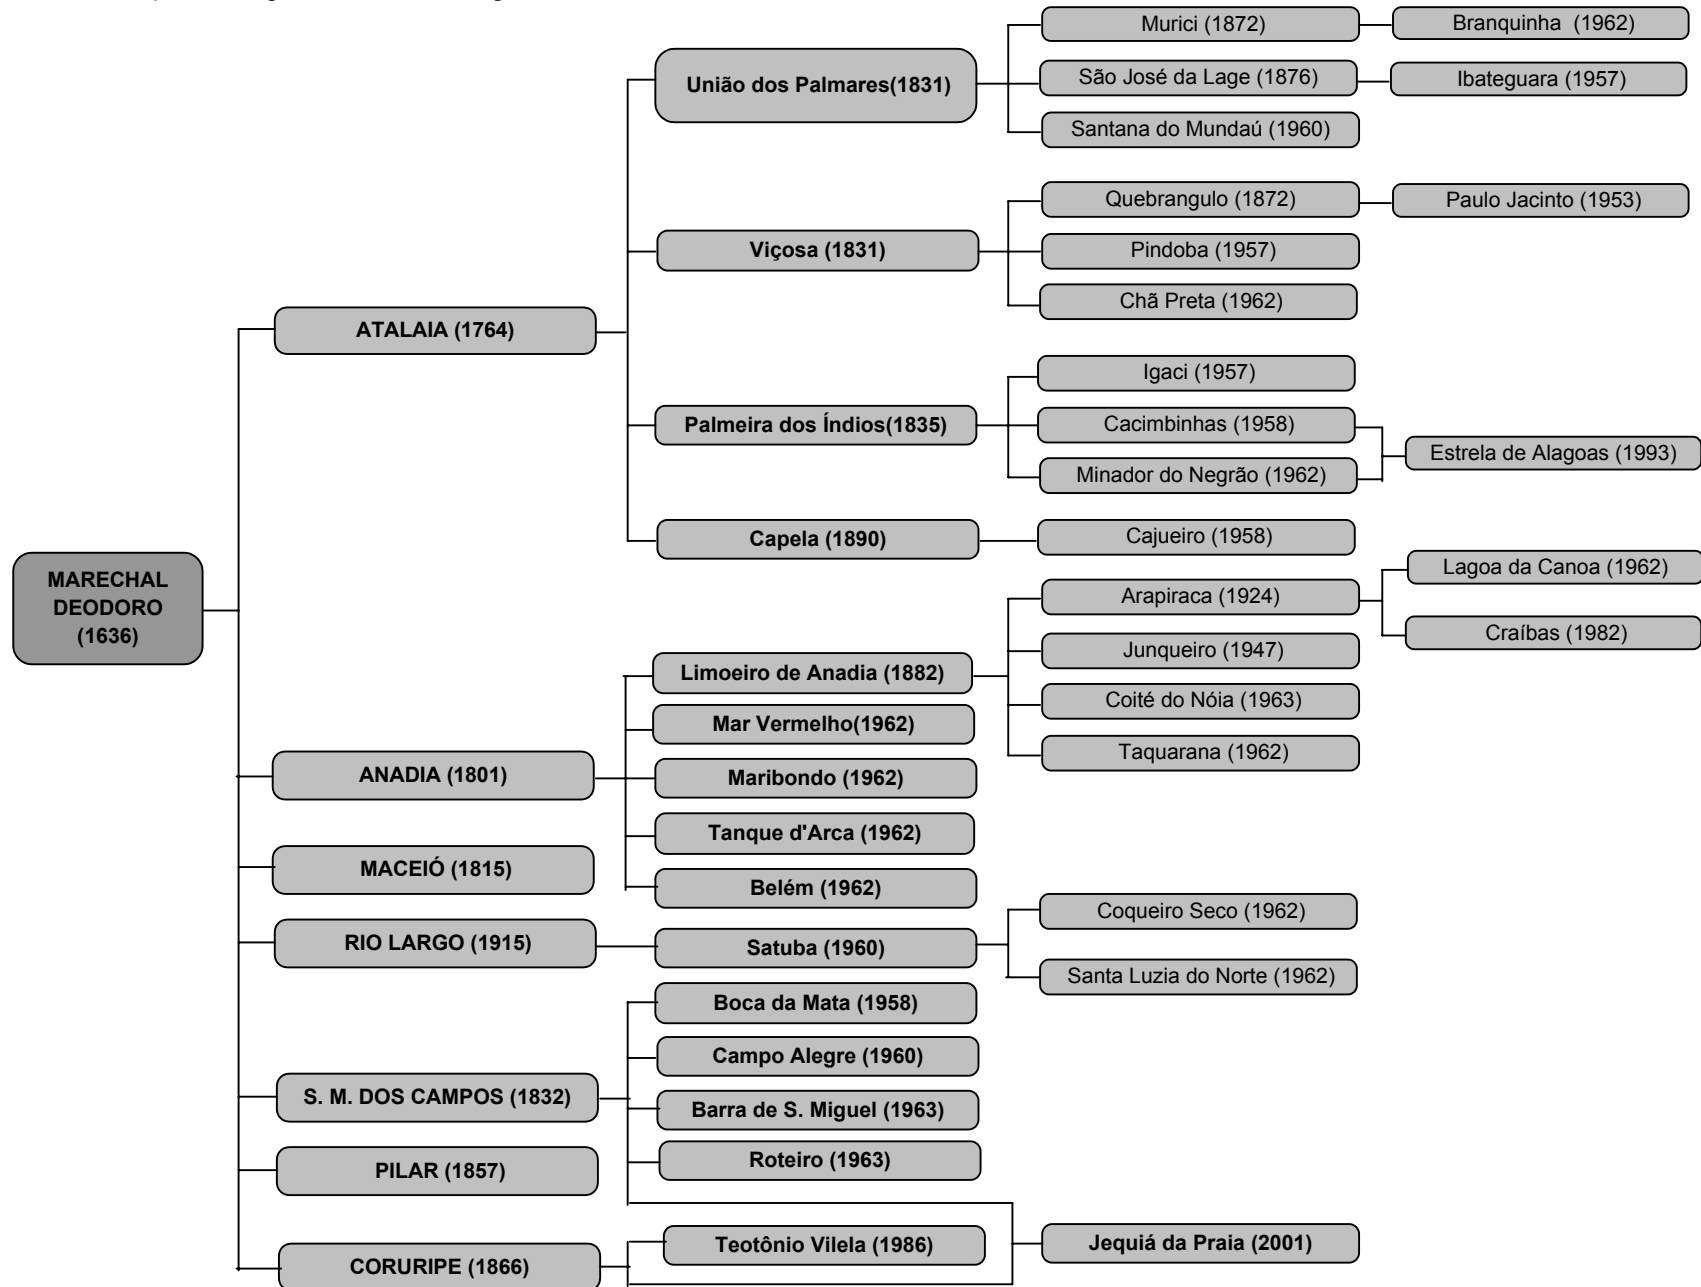 Murici (1872)
Branquinha (1962)
União dos Palmares(1831)
São José da Lage (1876)
Ibateguara (1957)
Santana do Mundaú (1960)
Quebrangulo (1872)
Paulo Jacinto (1953)
Viçosa (1831)
Pindoba (1957)
Chã Preta (1962)
ATALAIA (1764)
Igaci (1957)
Palmeira dos Índios(1835)
Cacimbinhas (1958)
Estrela de Alagoas (1993)
Minador do Negrão (1962)
Capela (1890)
Cajueiro (1958)
MARECHAL
DEODORO
(1636)
Lagoa da Canoa (1962)
Arapiraca (1924)
Craíbas (1982)
Junqueiro (1947)
Limoeiro de Anadia (1882)
Coité do Nóia (1963)
Mar Vermelho(1962)
Taquarana (1962)
ANADIA (1801)
Maribondo (1962)
Tanque d'Arca (1962)
MACEIÓ (1815)
Belém (1962)
Coqueiro Seco (1962)
RIO LARGO (1915)
Satuba (1960)
Santa Luzia do Norte (1962)
Boca da Mata (1958)
Campo Alegre (1960)
S. M. DOS CAMPOS (1832)
Barra de S. Miguel (1963)
Roteiro (1963)
PILAR (1857)
Teotônio Vilela (1986)
Jequiá da Praia (2001)
CORURIPE (1866)